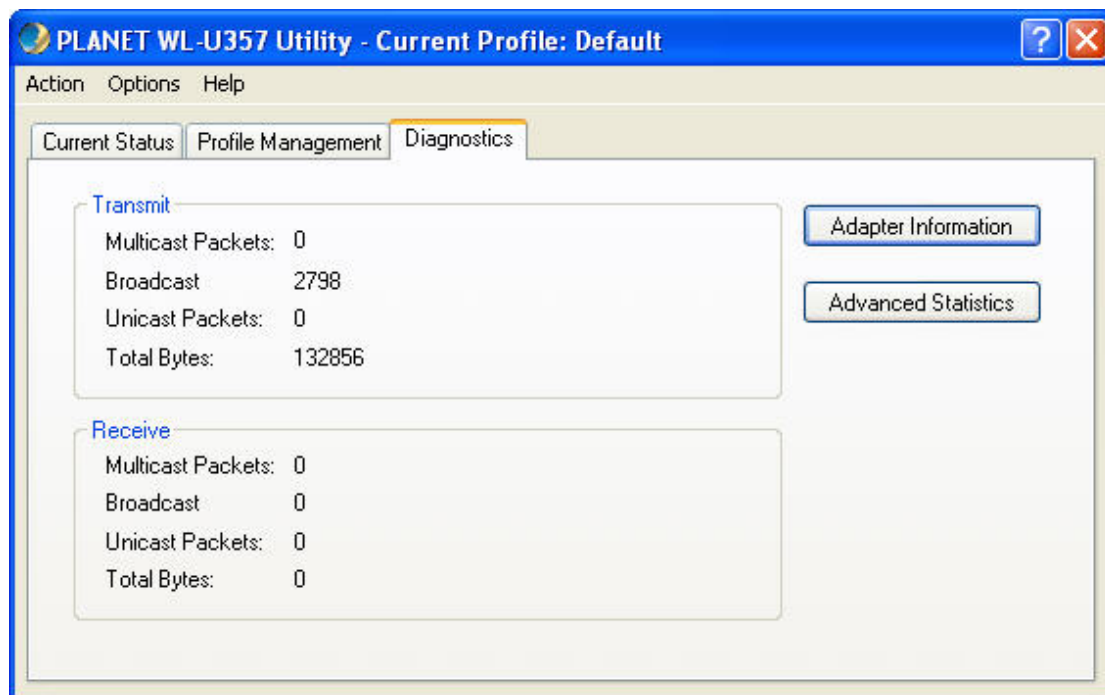 PLANET WL-U357 Utility - Current Profile: Default
?
Action Options Help
Current Status Profile Management Diagnostics
Transmit
Multicast Packets: 0
Broadcast 2798
Unicast Packets: 0
Total Bytes: 132856
Adapter Information
Advanced Statistics
Receive
Multicast Packets: 0
Broadcast 0
Unicast Packets: 0
Total Bytes: 0